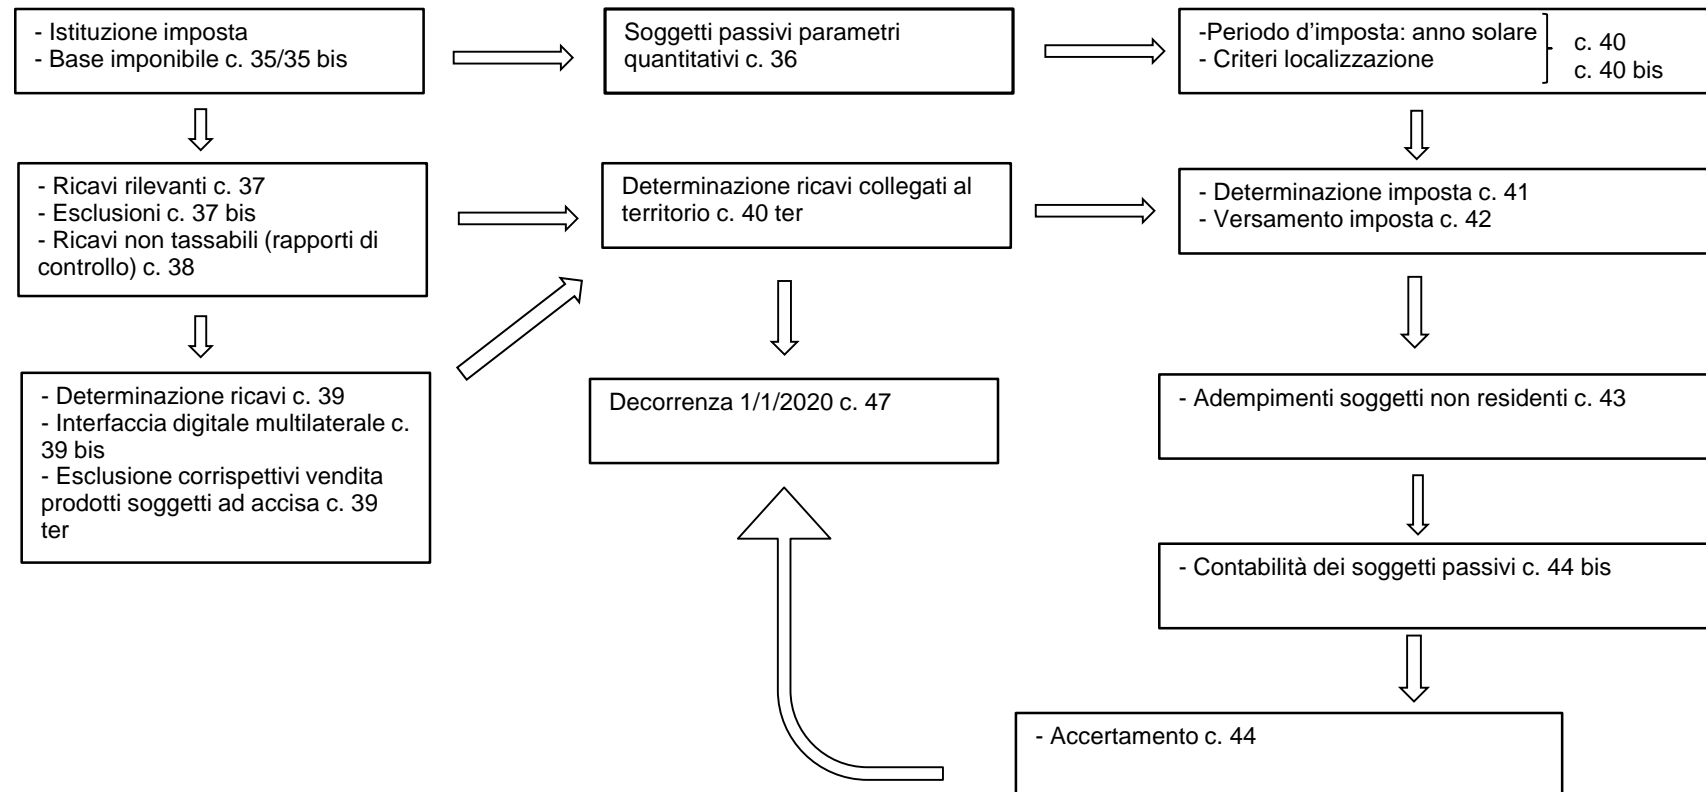 - Istituzione imposta
- Base imponibile c. 35/35 bis
Soggetti passivi parametri
quantitativi c. 36
-Periodo d'imposta: anno solare
- Criteri localizzazione
c. 40
c. 40 bis
- Ricavi rilevanti c. 37
- Esclusioni c. 37 bis
- Ricavi non tassabili (rapporti di
controllo) c. 38
Determinazione ricavi collegati al
territorio c. 40 ter
- Determinazione imposta c. 41
- Versamento imposta c. 42
- Determinazione ricavi c. 39
- Interfaccia digitale multilaterale c.
39 bis
- Esclusione corrispettivi vendita
prodotti soggetti ad accisa c. 39
ter
Decorrenza 1/1/2020 c. 47
- Adempimenti soggetti non residenti c. 43
- Contabilità dei soggetti passivi c. 44 bis
- Accertamento c. 44